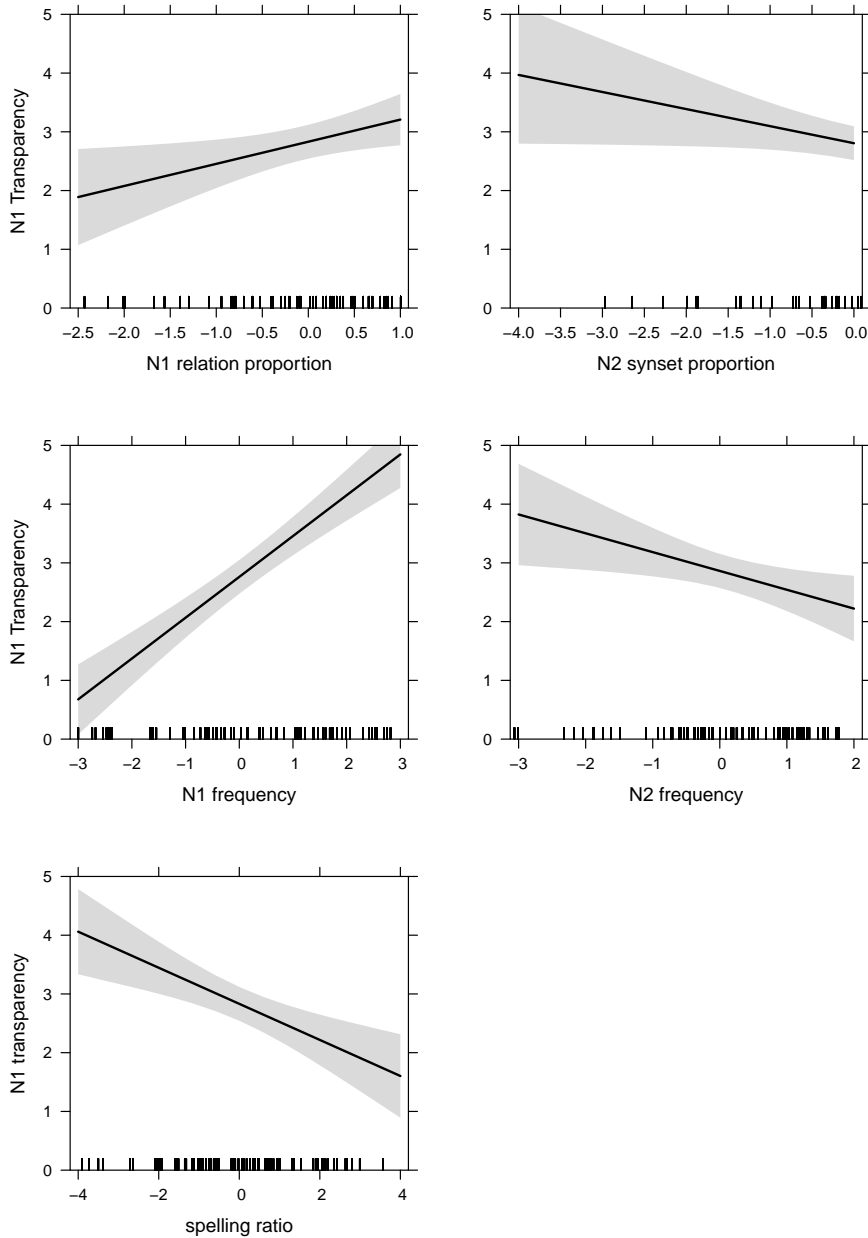 5
4
3
2
1
0
N1 Transparency
−2.5 −2.0 −1.5 −1.0 −0.5 0.0 0.5 1.0
N1 relation proportion
5
4
3
2
1
0
−4.0 −3.5 −3.0 −2.5 −2.0 −1.5 −1.0 −0.5 0.0
N2 synset proportion
5
4
3
2
1
0
N1 Transparency
−3 −2 −1 0 1 2 3
N1 frequency
5
4
3
2
1
0
−3 −2 −1 0 1 2
N2 frequency
5
4
3
2
1
0
N1 transparency
−4 −2 0 2 4
spelling ratio